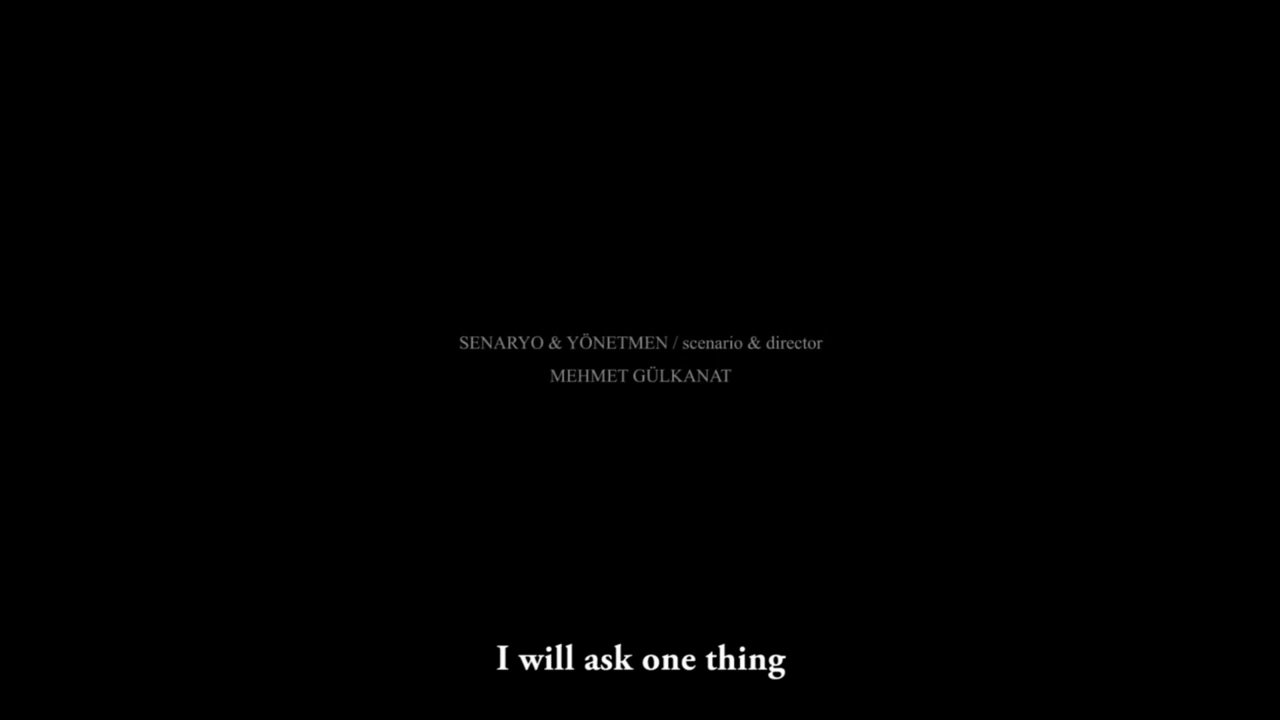 SENARYO & YÖNETMEN / scenario & director
MEHMET GÜLKANAT
I will ask one thing